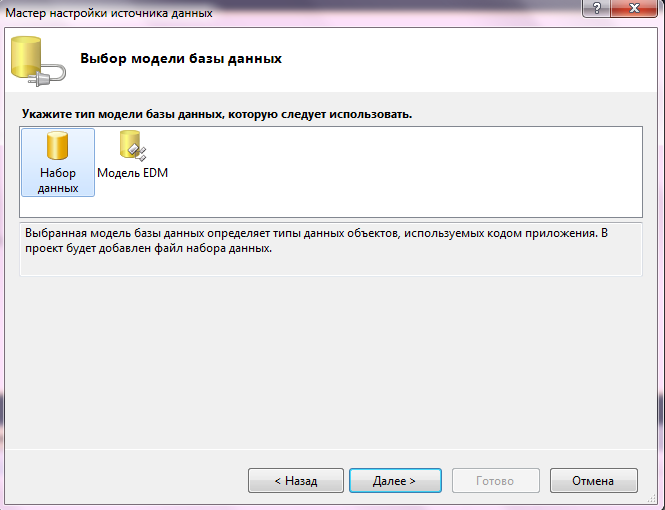 Мастер настройки источника данных
?
Выбор модели базы данных
Укажите тип модели базы данных, которую следует использовать.
Набор
данных
Модель EDM
Выбранная модель базы данных определяет типы данных объектов, используемых кодом приложения. В
проект будет добавлен файл набора данных.
< Назад
Далее >
Готово
Отмена